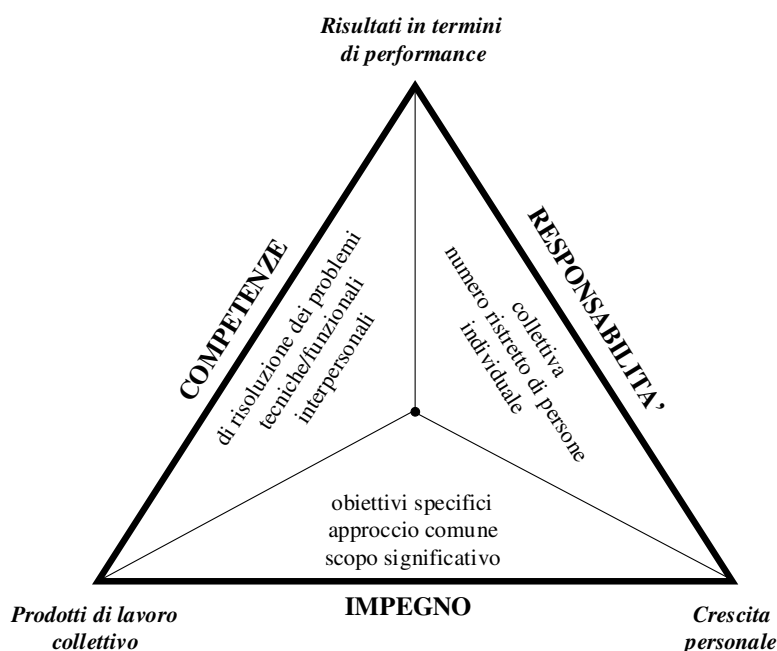 Risultati in termini
di performance
COMPETENZE
di risoluzione dei problemi
tecniche/funzionali
interpersonali
RESPONSABILITA'
collettiva
numero ristretto di persone
individuale
obiettivi specifici
approccio comune
scopo significativo
IMPEGNO
Prodotti di lavoro
collettivo
Crescita
personale